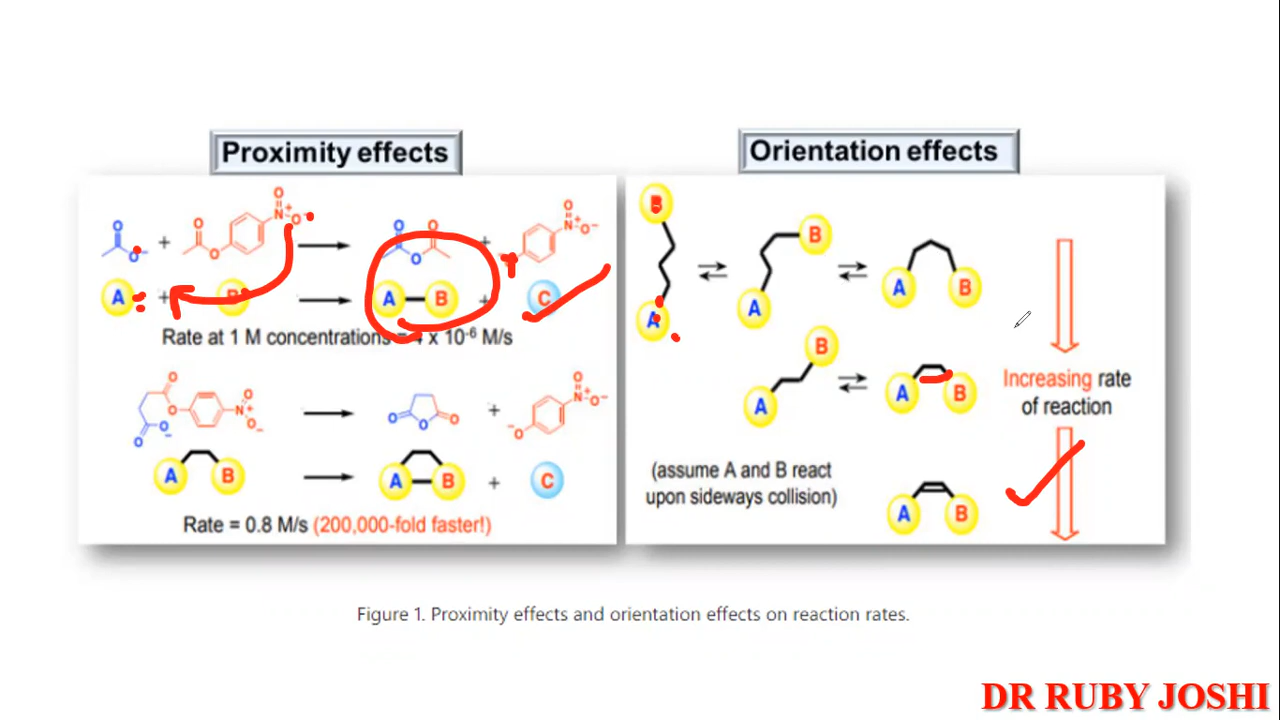 Proximity effects
O O N + O − O −
+ O O
O O O
+ O N + O −
A + B
A B + C
Rate at 1 M concentrations = 4 x 10-6 M/s
O O O − O N + O −
O O O
+
− O O N + O −
A B
A B + C
Rate = 0.8 M/s (200,000-fold faster!)
Orientation effects
B A
A B
A B
A B
A B
Increasing rate
of reaction
(assume A and B react
upon sideways collision)
A B
Figure 1. Proximity effects and orientation effects on reaction rates.
DR RUBY JOSHI